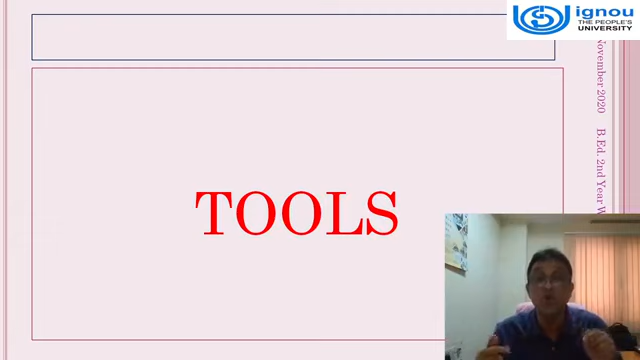 ignou
THE PEOPLE'S
UNIVERSITY
November 2020 B.Ed. 2nd Year
TOOLS